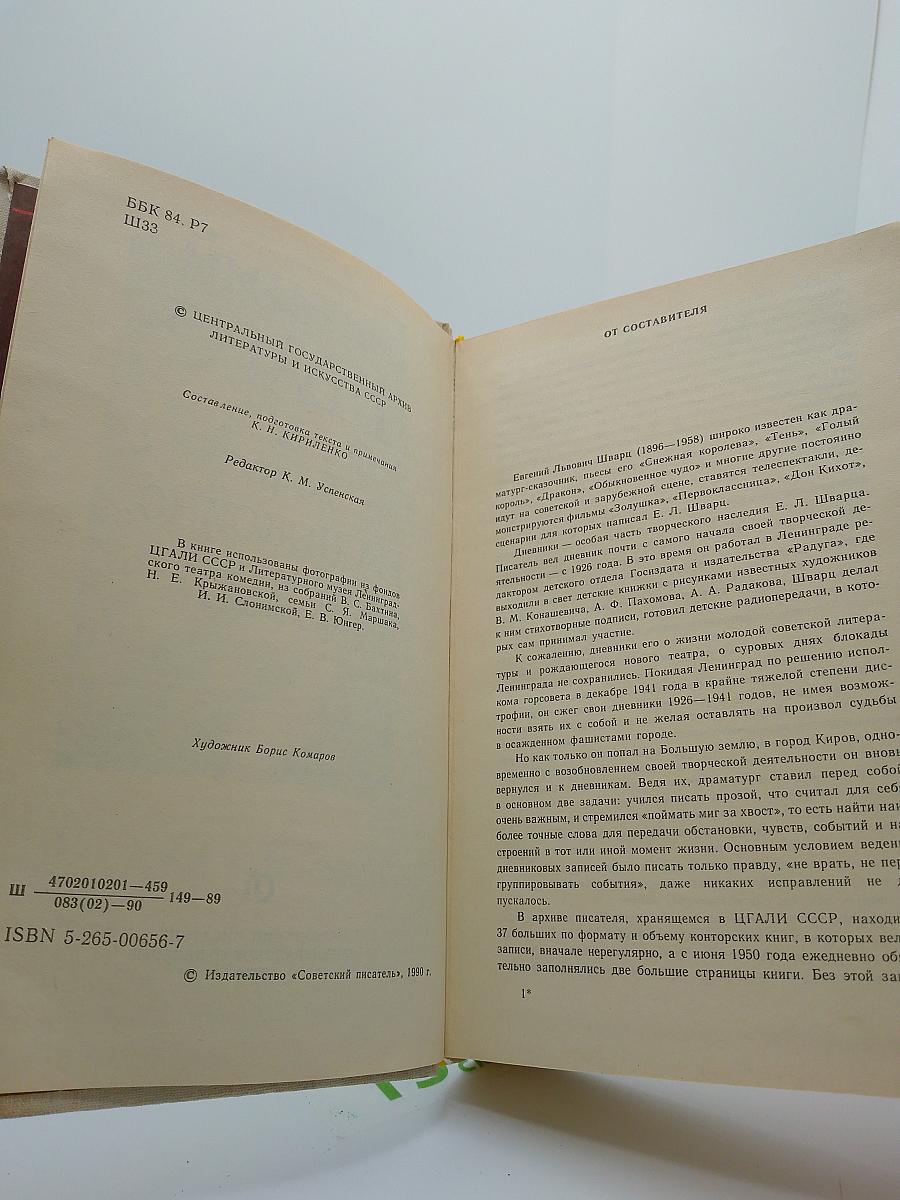 ББК 84. Р7
Ш33
© ЦЕНТРАЛЬНЫЙ ГОСУДАРСТВЕННЫЙ АРХИВ
ЛИТЕРАТУРЫ И ИСКУССТВА СССР
Составление, подготовка текста и примечания
К. Н. КИРИЛЕНКО
Редактор К. М. Успенская
В книге использованы фотографии из фондов
ЦГАЛИ СССР и Литературного музея Ленинград-
ского театра комедии, из собраний В. С. Бахтина,
Н. Е. Крыжановской, семьи С. Я. Маршака,
И. И. Слонимской, Е. В. Юнгер.
Художник Борис Комаров
Ш 4702010201—459
083(02)—90 149—89
ISBN 5-265-00656-7
© Издательство «Советский писатель», 1990 г.
ОТ СОСТАВИТЕЛЯ
Евгений Львович Шварц (1896—1958) широко известен как дра-
матург-сказочник, пьесы его «Снежная королева», «Тень», «Голый
король», «Дракон», «Обыкновенное чудо» и многие другие постоянно
идут на советской и зарубежной сцене, ставятся телеспектакли, де-
монстрируются фильмы «Золушка», «Первоклассница», «Дон Кихот»,
сценарии для которых написал Е. Л. Шварц.
Дневники — особая часть творческого наследия Е. Л. Шварца.
Писатель вел дневник почти с самого начала своей творческой де-
ятельности — с 1926 года. В это время он работал в Ленинграде ре-
дактором детского отдела Госиздата и издательства «Радуга», где
выходили в свет детские книжки с рисунками известных художников
В. М. Конашевича, А. Ф. Пахомова, А. А. Радакова, Шварц делал
к ним стихотворные подписи, готовил детские радиопередачи, в кото-
рых сам принимал участие.
К сожалению, дневники его о жизни молодой советской литера-
туры и рождающегося нового театра, о суровых днях блокады
Ленинграда не сохранились. Покидая Ленинград по решению испол-
кома горсовета в декабре 1941 года в крайне тяжелой степени дис-
трофии, он сжег свои дневники 1926—1941 годов, не имея возмож-
ности взять их с собой и не желая оставлять на произвол судьбы
в осажденном фашистами городе.
Но как только он попал на Большую землю, в город Киров, одно-
временно с возобновлением своей творческой деятельности он вновь
вернулся и к дневникам. Ведя их, драматург ставил перед собой
в основном две задачи: учился писать прозой, что считал для себя
очень важным, и стремился «поймать миг за хвост», то есть найти наи-
более точные слова для передачи обстановки, чувств, событий и на
строений в тот или иной момент жизни. Основным условием веден
дневниковых записей было писать только правду, «не врать, не пер
группировывать события», даже никаких исправлений не д
пускалось.
В архиве писателя, хранящемся в ЦГАЛИ СССР, находи
37 больших по формату и объему конторских книг, в которых вел
записи, вначале нерегулярно, а с июня 1950 года ежедневно обя
тельно заполнялись две большие страницы книги. Без этой зап
1*